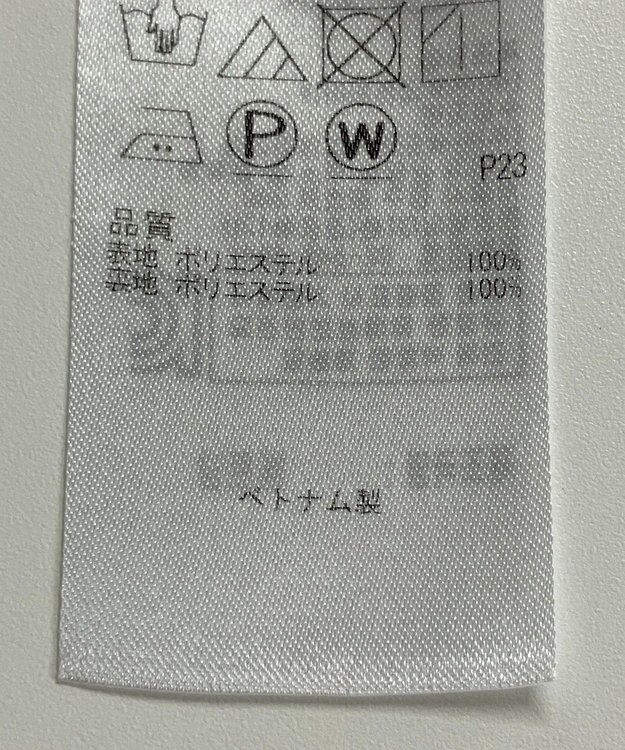 P W
P23
品質
表地 ポリエステル 100%
裏地 ポリエステル 100%
ベトナム製